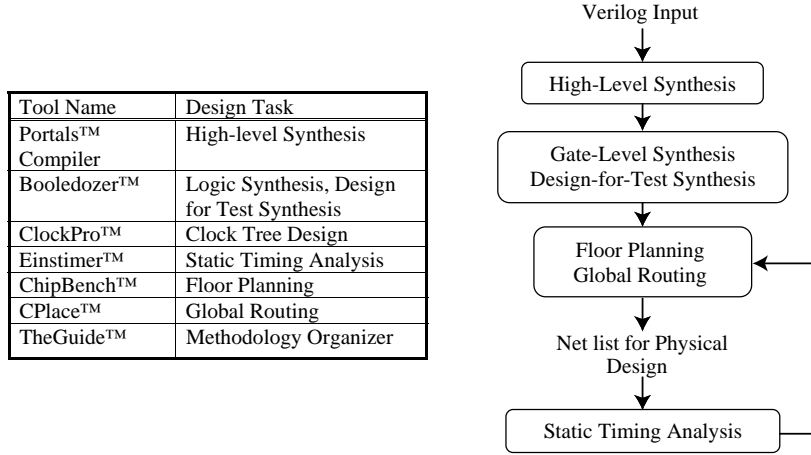 Tool Name Design Task
Portals™ High-level Synthesis
Compiler
Booledozer™ Logic Synthesis, Design
for Test Synthesis
ClockPro™ Clock Tree Design
Einstimer™ Static Timing Analysis
ChipBench™ Floor Planning
CPlace™ Global Routing
TheGuide™ Methodology Organizer
Verilog Input
High-Level Synthesis
Gate-Level Synthesis
Design-for-Test Synthesis
Floor Planning
Global Routing
Net list for Physical
Design
Static Timing Analysis